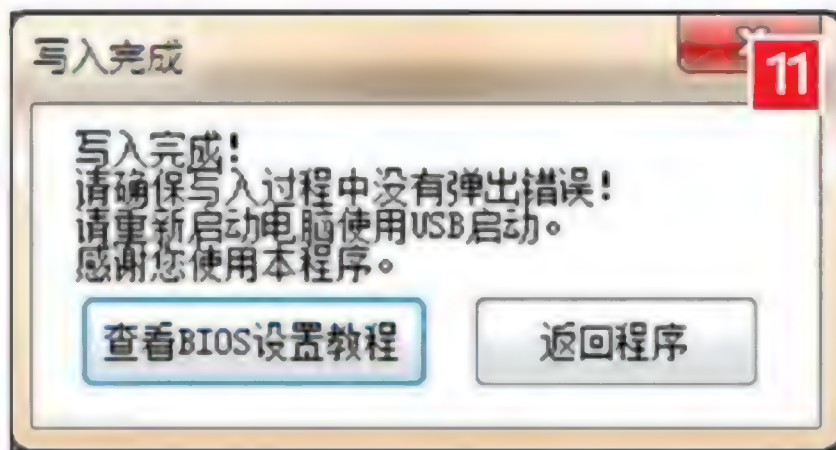 写入完成
11
写入完成！
请确保写入过程中没有弹出错误！
请重新启动电脑使用USB启动。
感谢您使用本程序。
查看BIOS设置教程
返回程序